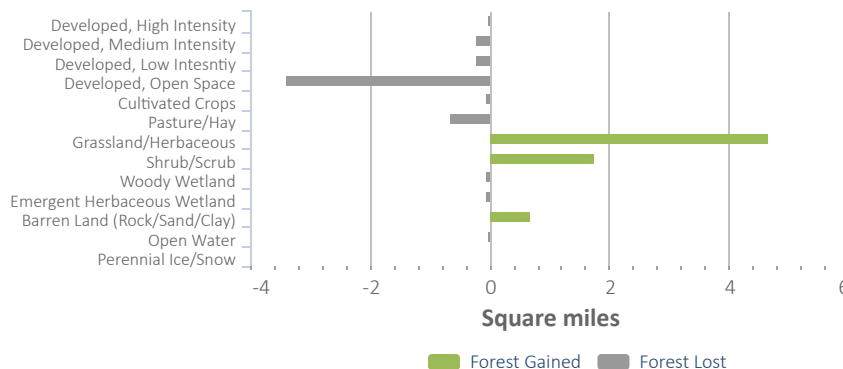 Developed, High Intensity
Developed, Medium Intensity
Developed, Low Intesntiy
Developed, Open Space
Cultivated Crops
Pasture/Hay
Grassland/Herbaceous
Shrub/Scrub
Woody Wetland
Emergent Herbaceous Wetland
Barren Land (Rock/Sand/Clay)
Open Water
Perennial Ice/Snow
-4 -2 0 2 4 6
Square miles
Forest Gained Forest Lost